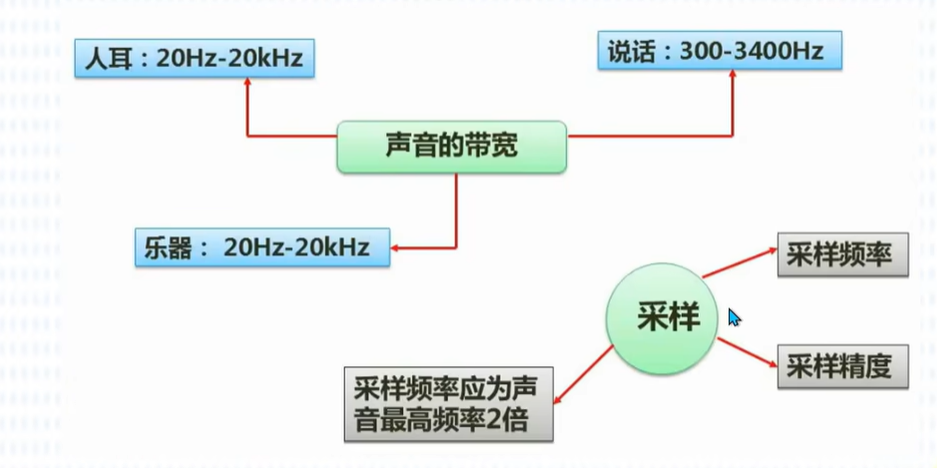 人耳：20Hz-20kHz
说话：300-3400Hz
声音的带宽
乐器： 20Hz-20kHz
采样频率
采样
采样精度
采样频率应为声
音最高频率2倍